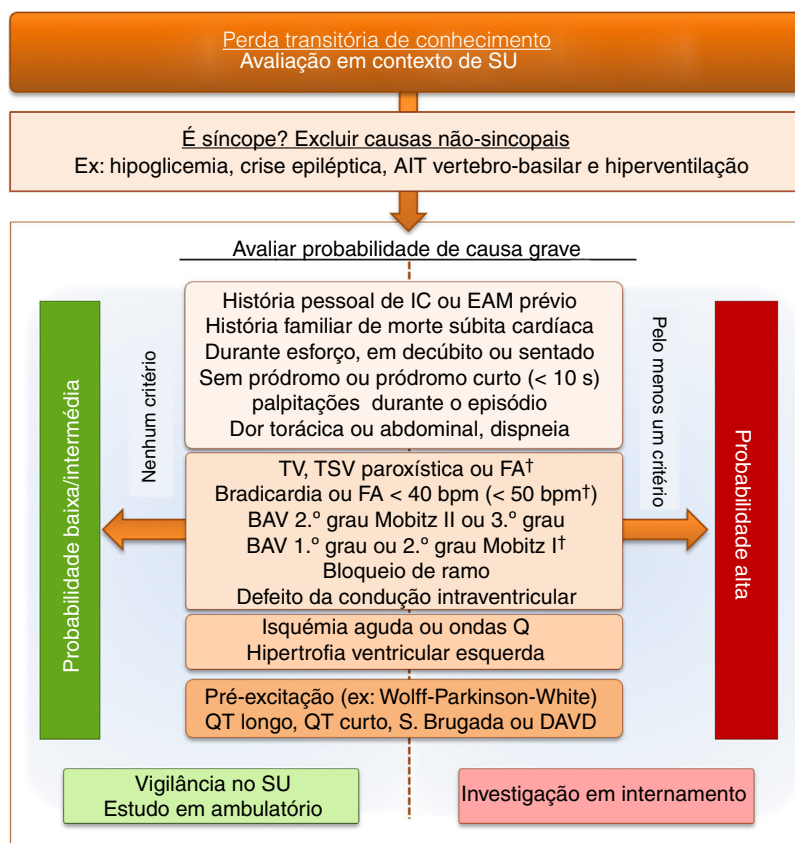 Perda transitória de conhecimento
Avaliação em contexto de SU
É síncope? Excluir causas não-sincopais
Ex: hipoglicemia, crise epiléptica, AIT vertebro-basilar e hiperventilação
Avaliar probabilidade de causa grave
Probabilidade baixa/intermédia
Nenhum critério
História pessoal de IC ou EAM prévio
História familiar de morte súbita cardíaca
Durante esforço, em decúbito ou sentado
Sem pródromo ou pródromo curto (< 10 s)
palpitações durante o episódio
Dor torácica ou abdominal, dispneia
TV, TSV paroxística ou FA†
Bradicardia ou FA < 40 bpm (< 50 bpm†)
BAV 2.º grau Mobitz II ou 3.º grau
BAV 1.º grau ou 2.º grau Mobitz I†
Bloqueio de ramo
Defeito da condução intraventricular
Isquémia aguda ou ondas Q
Hipertrofia ventricular esquerda
Pré-excitação (ex: Wolff-Parkinson-White)
QT longo, QT curto, S. Brugada ou DAVD
Pelo menos um critério
Probabilidade alta
Vigilância no SU
Estudo em ambulatório
Investigação em internamento